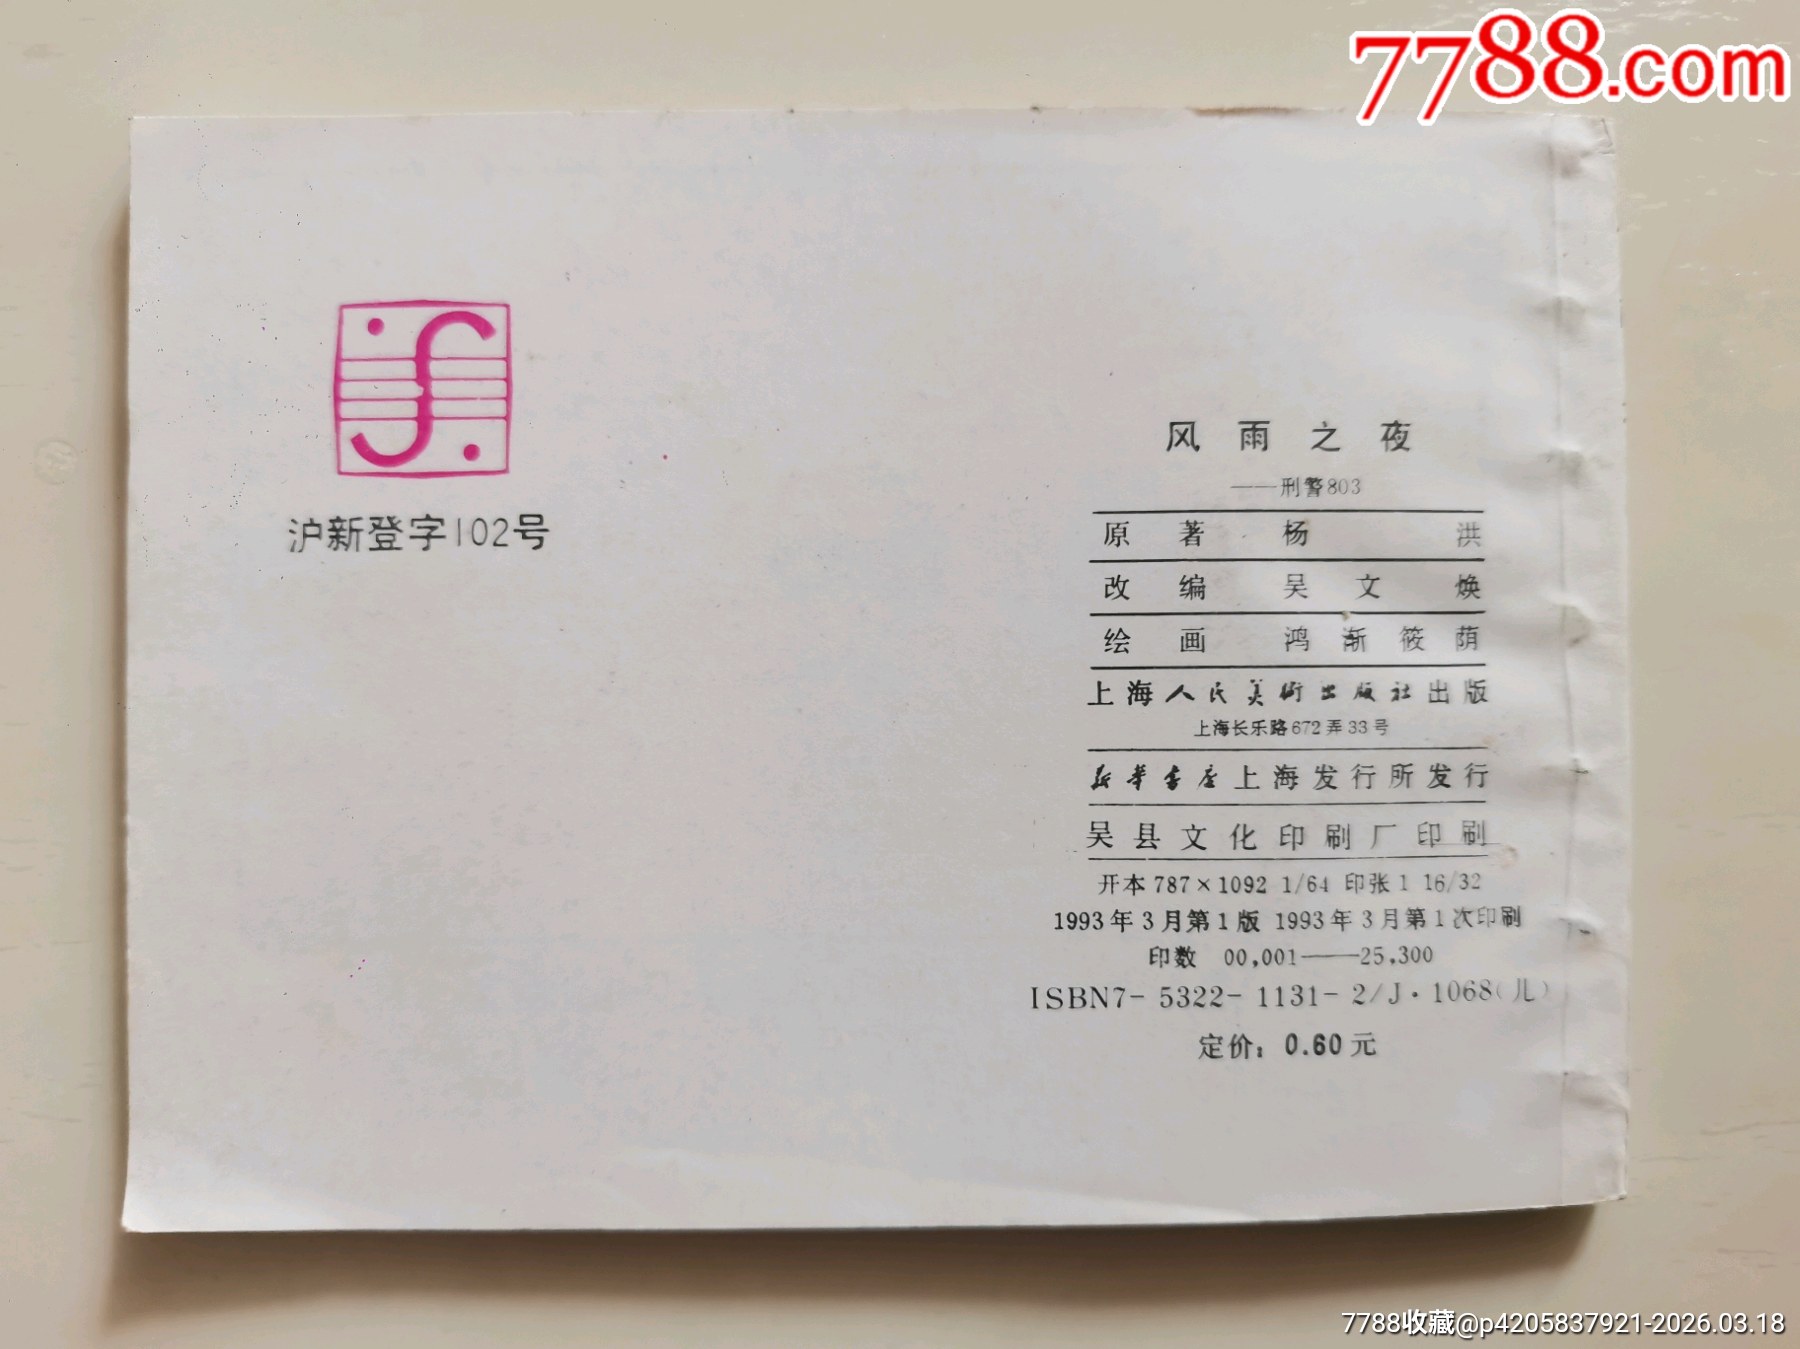 7788.com
沪新登字102号
风雨之夜
——刑警803
原著 杨洪
改编 吴文焕
绘画 鸿渐筱荫
上海人民美術出版社出版
上海长乐路672弄33号
新华书店上海发行所发行
吴县文化印刷厂印刷
开本 787×1092 1/64 印张 1 16/32
1993年3月第1版 1993年3月第1次印刷
印数 00,001——25,300
ISBN7-5322-1131-2/J·1068(儿)
定价：0.60元
7788收藏@p4205837921-2026.03.18